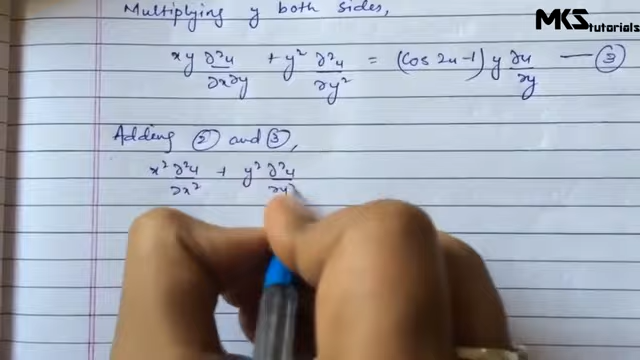 Multiplying y both sides,
MKS tutorials
xy ∂²u/∂x∂y + y² ∂²u/∂y² = (cos 2u-1) y ∂u/∂y — ③
Adding ② and ③,
x² ∂²u/∂x² + y² ∂²u/∂y²